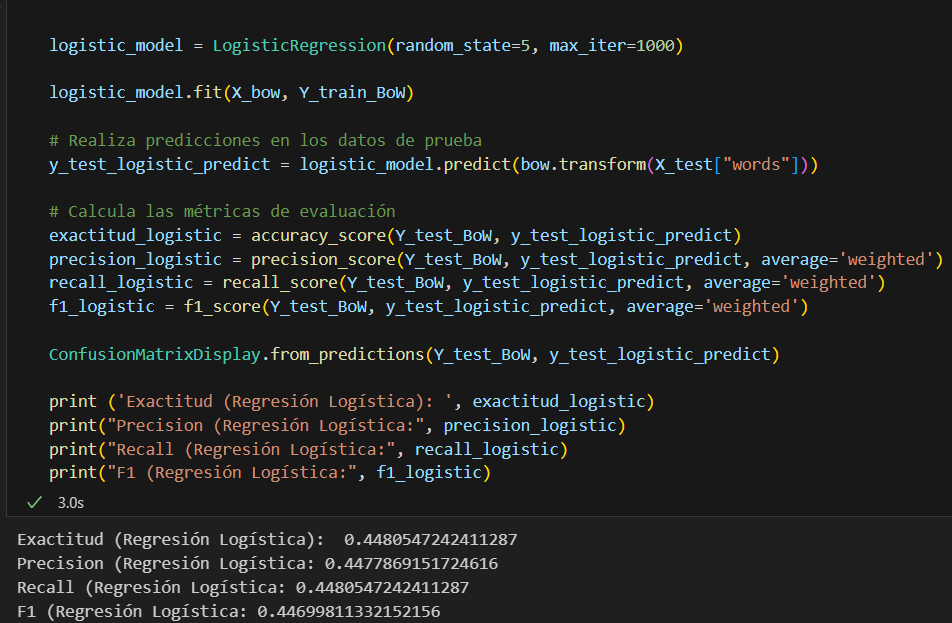 logistic_model = LogisticRegression(random_state=5, max_iter=1000)
logistic_model.fit(X_bow, Y_train_BoW)
# Realiza predicciones en los datos de prueba
y_test_logistic_predict = logistic_model.predict(bow.transform(X_test["words"]))
# Calcula las métricas de evaluación
exactitud_logistic = accuracy_score(Y_test_BoW, y_test_logistic_predict)
precision_logistic = precision_score(Y_test_BoW, y_test_logistic_predict, average='weighted')
recall_logistic = recall_score(Y_test_BoW, y_test_logistic_predict, average='weighted')
f1_logistic = f1_score(Y_test_BoW, y_test_logistic_predict, average='weighted')
ConfusionMatrixDisplay.from_predictions(Y_test_BoW, y_test_logistic_predict)
print ('Exactitud (Regresión Logística): ', exactitud_logistic)
print("Precision (Regresión Logística:", precision_logistic)
print("Recall (Regresión Logística:", recall_logistic)
print("F1 (Regresión Logística:", f1_logistic)
3.0s
Exactitud (Regresión Logística):  0.4480547242411287
Precision (Regresión Logística: 0.4477869151724616
Recall (Regresión Logística: 0.4480547242411287
F1 (Regresión Logística: 0.44699811332152156